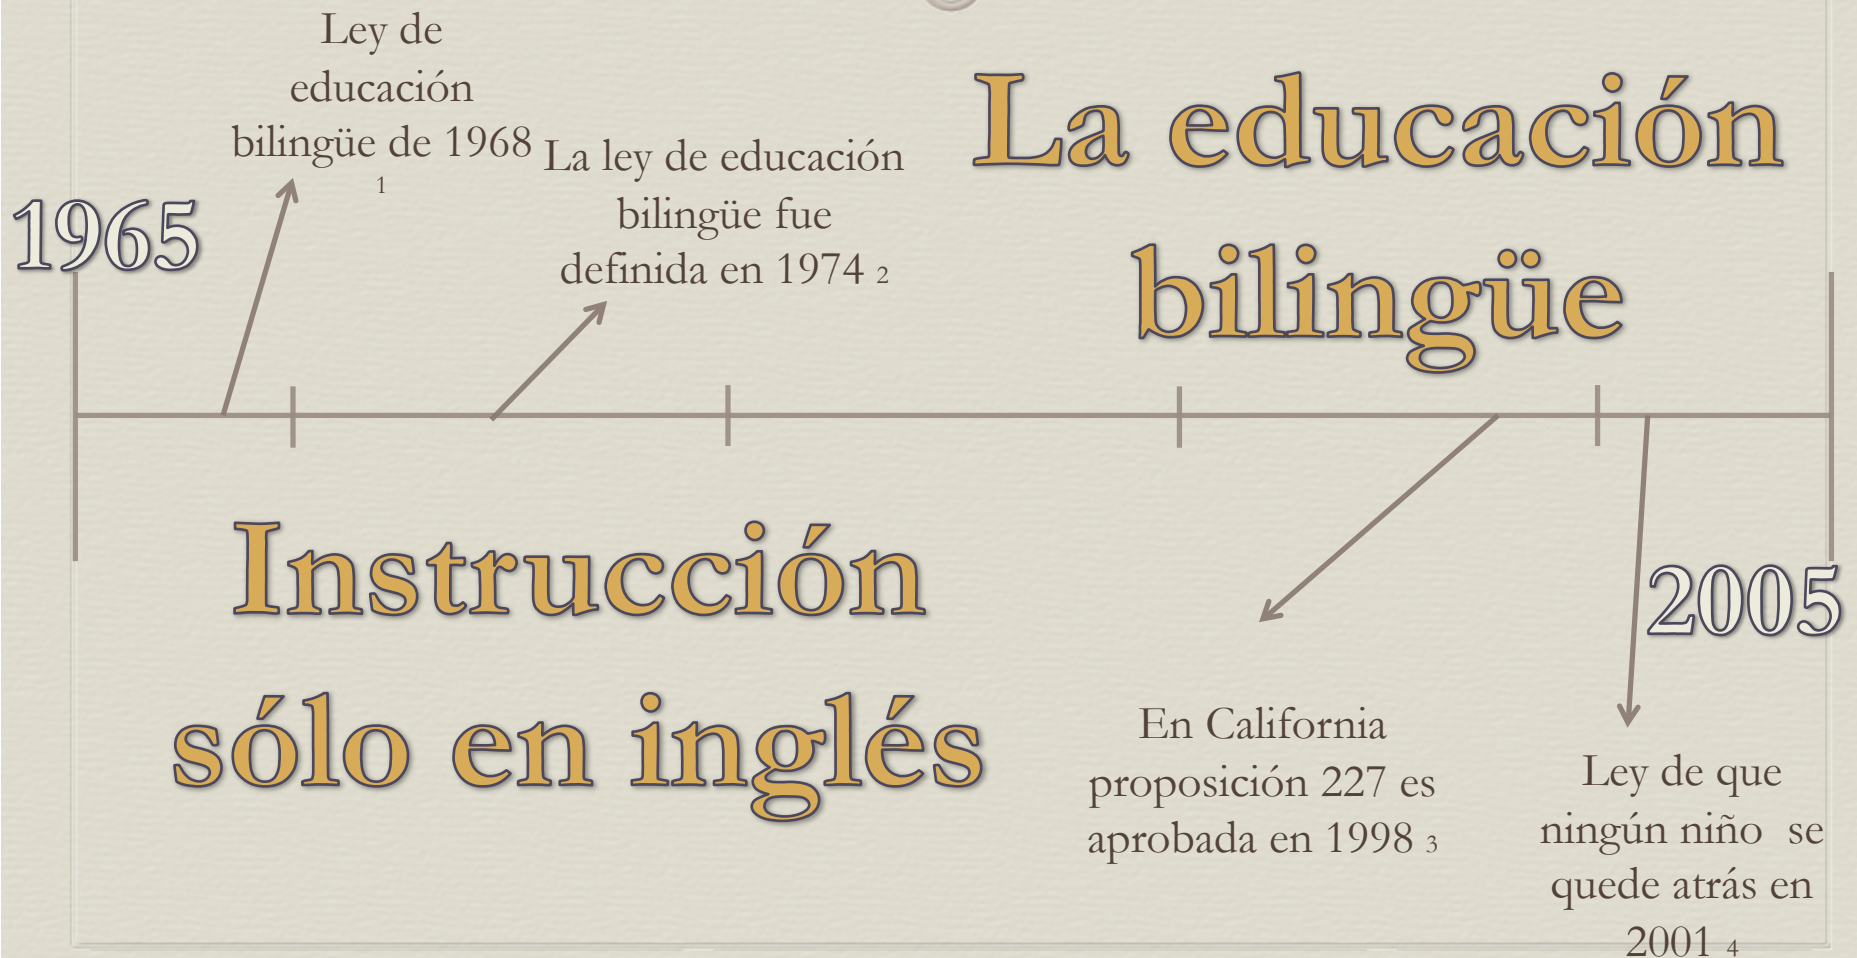 Ley de
educación
bilingüe de 1968
1
La ley de educación
bilingüe fue
definida en 1974 2
La educación
bilingüe
1965
Instrucción
sólo en inglés
2005
En California
proposición 227 es
aprobada en 1998 3
Ley de que
ningún niño se
quede atrás en
2001 4